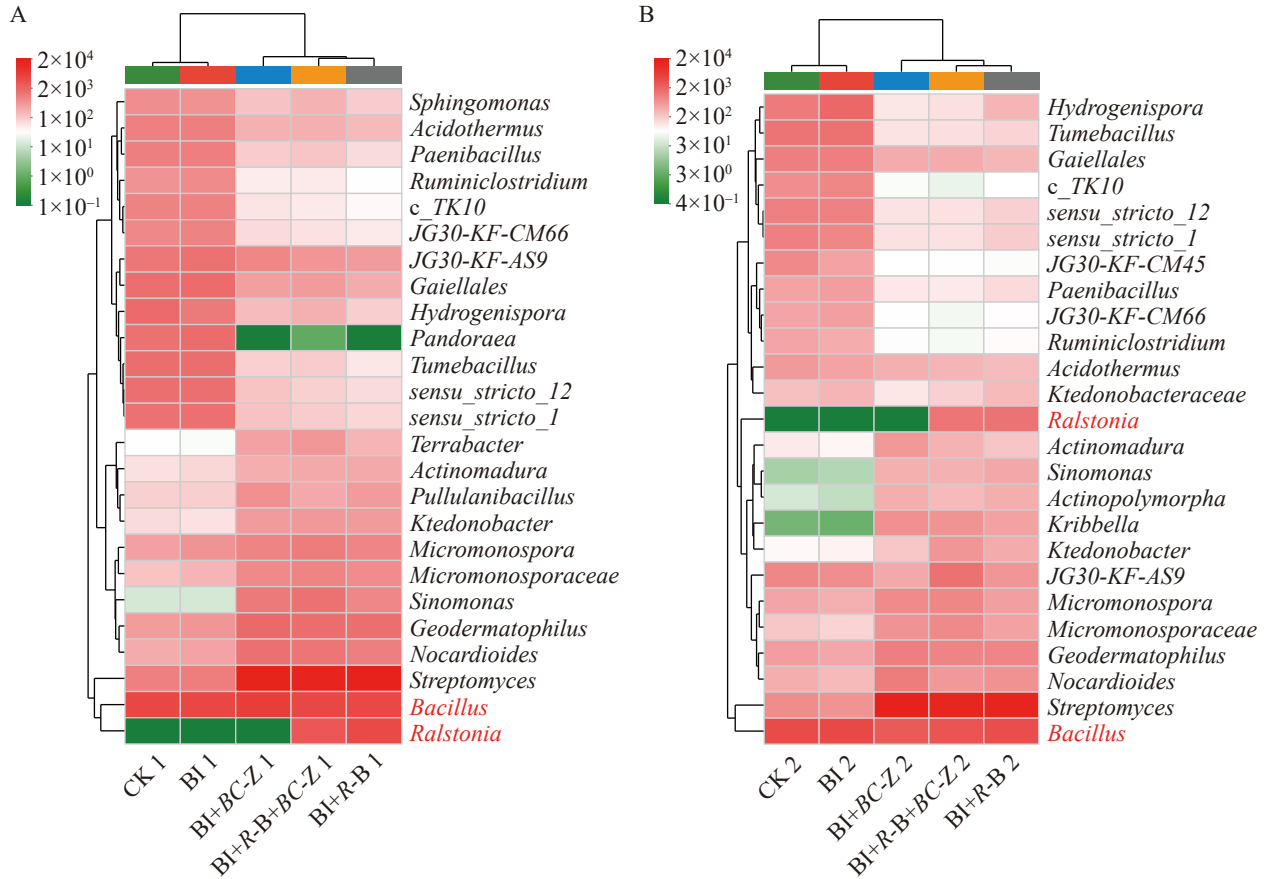 A
2×10⁴
2×10³
1×10²
1×10¹
1×10⁰
1×10⁻¹
Sphingomonas
Acidothermus
Paenibacillus
Ruminiclostridium
c_TK10
JG30-KF-CM66
JG30-KF-AS9
Gaiellales
Hydrogenispora
Pandoraea
Tumebacillus
sensu_stricto_12
sensu_stricto_1
Terrabacter
Actinomadura
Pullulanibacillus
Ktedonobacter
Micromonospora
Micromonosporaceae
Sinomonas
Geodermatophilus
Nocardioides
Streptomyces
Bacillus
Ralstonia
CK 1
BI 1
BI+BC-Z 1
BI+R-B+BC-Z 1
BI+R-B 1
B
2×10⁴
2×10³
2×10²
3×10¹
3×10⁰
4×10⁻¹
Hydrogenispora
Tumebacillus
Gaiellales
c_TK10
sensu_stricto_12
sensu_stricto_1
JG30-KF-CM45
Paenibacillus
JG30-KF-CM66
Ruminiclostridium
Acidothermus
Ktedonobacteraceae
Ralstonia
Actinomadura
Sinomonas
Actinopolymorpha
Kribbella
Ktedonobacter
JG30-KF-AS9
Micromonospora
Micromonosporaceae
Geodermatophilus
Nocardioides
Streptomyces
Bacillus
CK 2
BI 2
BI+BC-Z 2
BI+R-B+BC-Z 2
BI+R-B 2